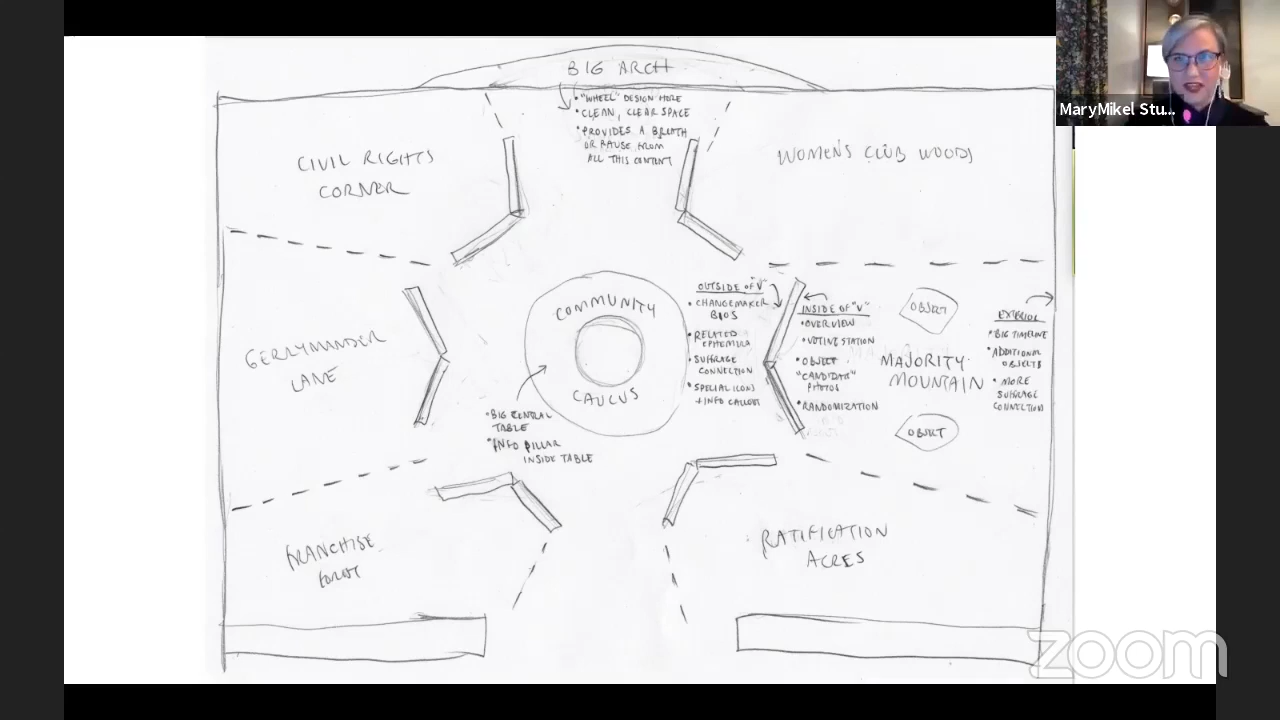 BIG ARCH
• "WHEEL" DESIGN HERE
• CLEAN, CLEAR SPACE
• PROVIDES A BREATH
OR PAUSE FROM
ALL THIS CONTENT
MaryMikel Stu...
CIVIL RIGHTS
CORNER
WOMEN'S CLUB WOODS
GERRYMANDER
LANE
COMMUNITY
CAUCUS
• BIG CENTRAL
TABLE
• INFO PILLAR
INSIDE TABLE
OUTSIDE OF "V"
• CHANGEMAKER
BIOS
• RELATED
EPHEMERA
• SUFFRAGE
CONNECTION
• SPECIAL ICONS
+ INFO CALLOUT
INSIDE OF "V"
• OVERVIEW
• VOTING STATION
• OBJECT
"CANDIDATE"
PHOTOS
• RANDOMIZATION
OBJECT
MAJORITY
MOUNTAIN
OBJECT
EXTERIOR
• BIG TIMELINE
• ADDITIONAL
OBJECTS
• MORE
SUFFRAGE
CONNECTION
FRANCHISE
FOREST
RATIFICATION
ACRES
zoom